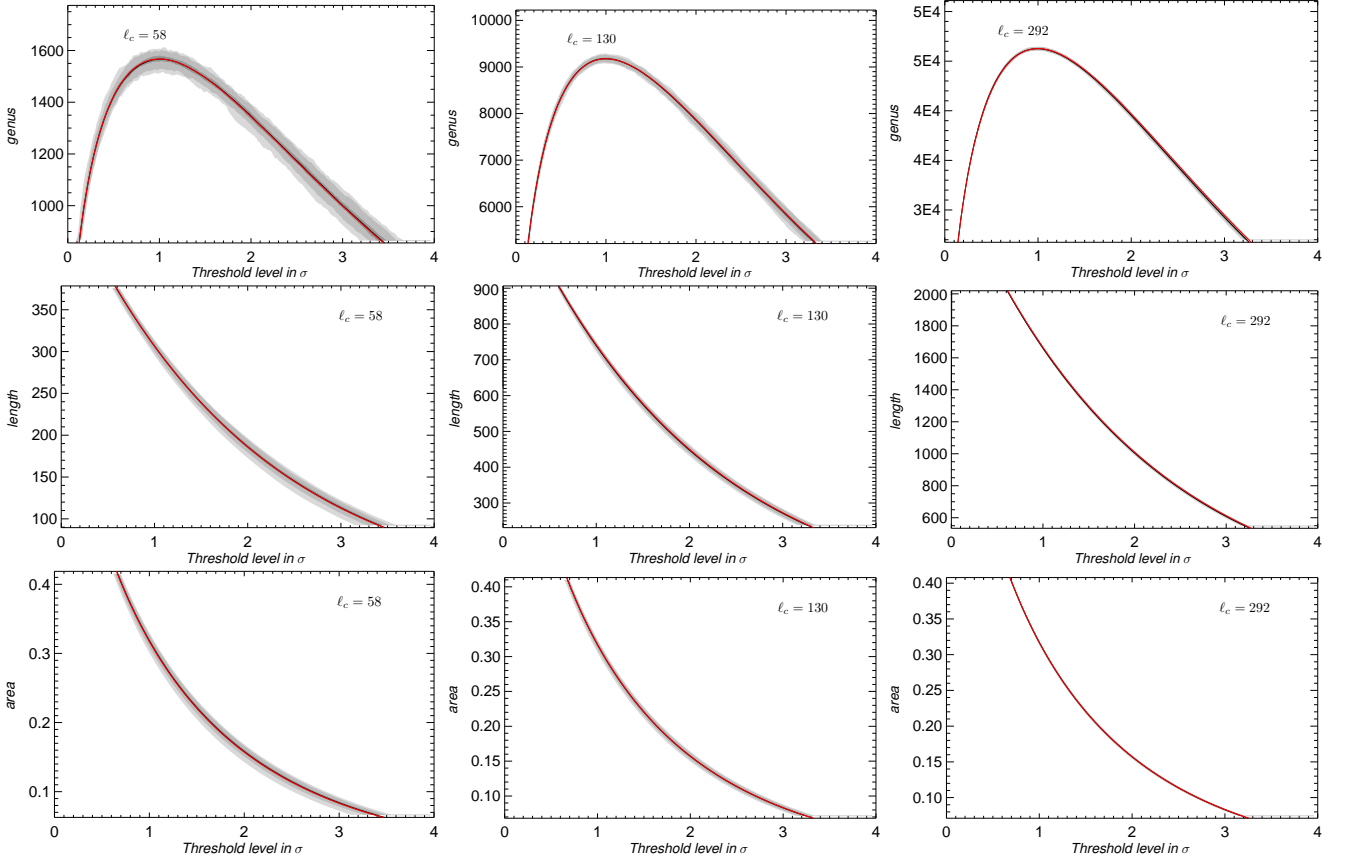 genus
1600
1400
1200
1000
ℓc = 58
0 1 2 3 4
Threshold level in σ
genus
10000
9000
8000
7000
6000
ℓc = 130
0 1 2 3 4
Threshold level in σ
genus
5E4
5E4
4E4
4E4
3E4
ℓc = 292
0 1 2 3 4
Threshold level in σ
length
350
300
250
200
150
100
ℓc = 58
0 1 2 3 4
Threshold level in σ
length
900
800
700
600
500
400
300
ℓc = 130
0 1 2 3 4
Threshold level in σ
length
2000
1800
1600
1400
1200
1000
800
600
ℓc = 292
0 1 2 3 4
Threshold level in σ
area
0.4
0.3
0.2
0.1
ℓc = 58
0 1 2 3 4
Threshold level in σ
area
0.40
0.35
0.30
0.25
0.20
0.15
0.10
ℓc = 130
0 1 2 3 4
Threshold level in σ
area
0.40
0.35
0.30
0.25
0.20
0.15
0.10
ℓc = 292
0 1 2 3 4
Threshold level in σ